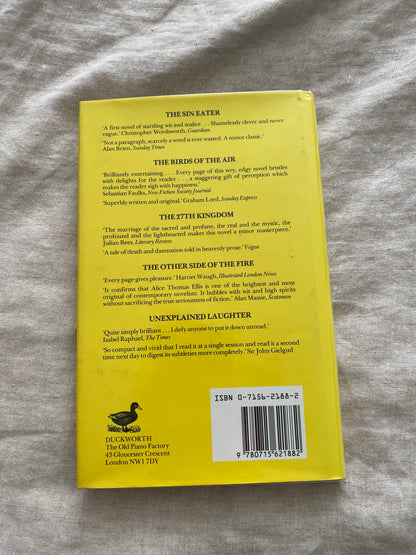 THE SIN EATER
‘A first novel of startling wit and malice . . . Shamelessly clever and never
vague.’ Christopher Wordsworth, Guardian
‘Not a paragraph, scarcely a word is ever wasted. A minor classic.’
Alan Brien, Sunday Times
THE BIRDS OF THE AIR
‘Brilliantly entertaining . . . Every page of this wry, edgy novel bristles
with delights for the reader . . . a staggering gift of perception which
makes the reader sigh with happiness.’
Sebastian Faulks, New Fiction Society Journal
‘Superbly written and original.’ Graham Lord, Sunday Express
THE 27TH KINGDOM
‘The marriage of the sacred and profane, the real and the mystic, the
profound and the lighthearted makes this novel a minor masterpiece.’
Julian Rees, Literary Review
‘A tale of death and damnation told in heavenly prose.’ Vogue
THE OTHER SIDE OF THE FIRE
‘Every page gives pleasure.’ Harriet Waugh, Illustrated London News
‘It confirms that Alice Thomas Ellis is one of the brightest and most
original of contemporary novelists. It bubbles with wit and high spirits
without sacrificing the true seriousness of fiction.’ Alan Massie, Scotsman
UNEXPLAINED LAUGHTER
‘Quite simply brilliant . . . I defy anyone to put it down unread.’
Isabel Raphael, The Times
‘So compact and vivid that I read it at a single session and read it a second
time next day to digest its subtleties more completely.’ Sir John Gielgud
ISBN 0-7156-2188-2
9 780715 621882
DUCKWORTH
The Old Piano Factory
43 Gloucester Crescent
London NW1 7DY